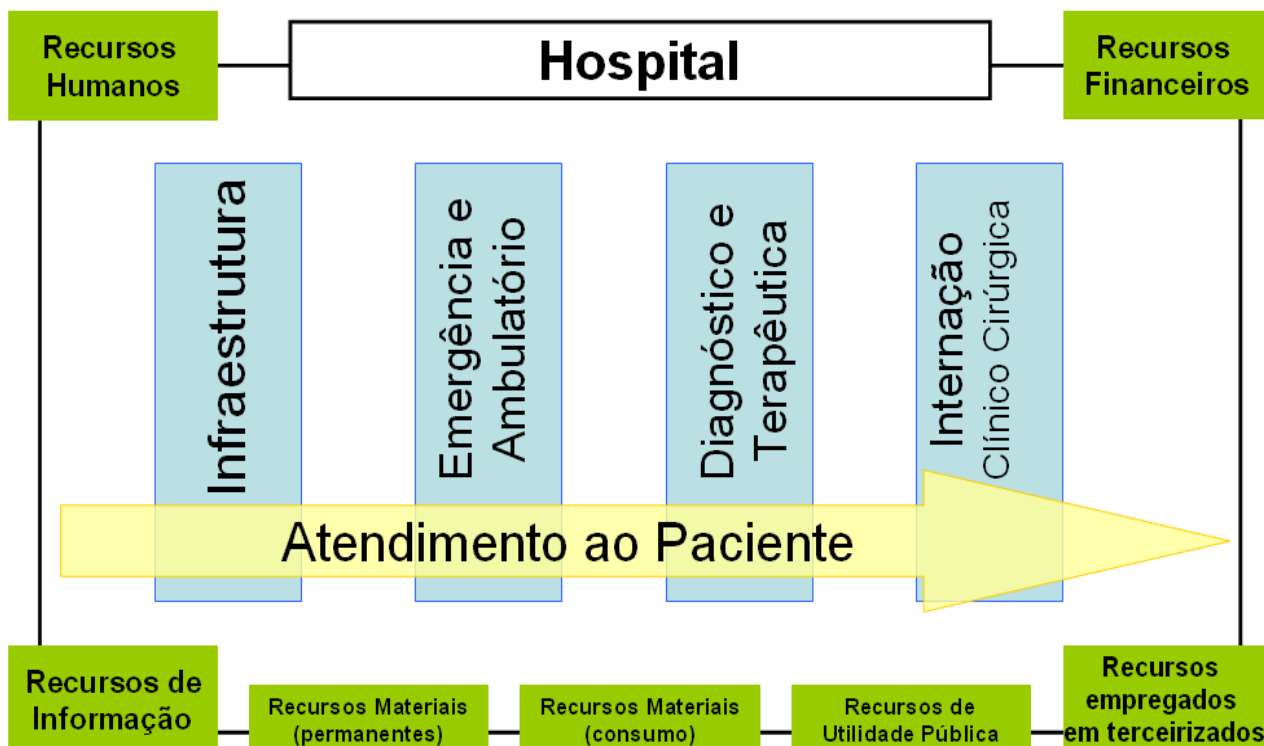 Recursos
Humanos
Hospital
Recursos
Financeiros
Infraestrutura
Emergência e
Ambulatório
Diagnóstico e
Terapêutica
Internação
Clínico Cirúrgica
Atendimento ao Paciente
Recursos de
Informação
Recursos Materiais
(permanentes)
Recursos Materiais
(consumo)
Recursos de
Utilidade Pública
Recursos
empregados
em terceirizados